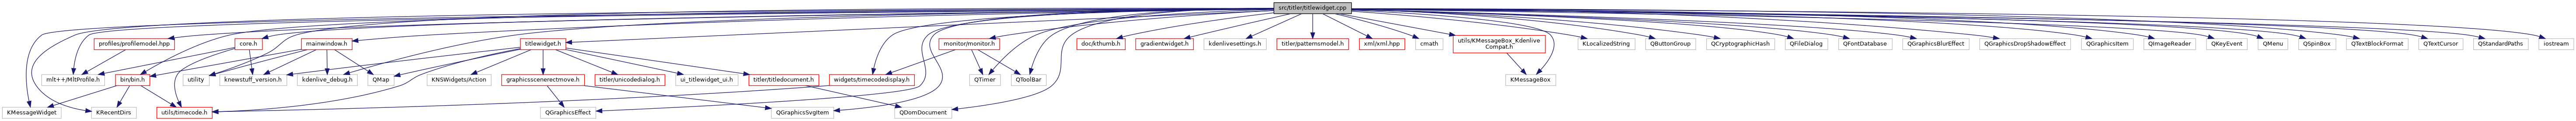 src/titler/titlewidget.cpp
profiles/profilemodel.hpp
core.h
mainwindow.h
titlewidget.h
monitor/monitor.h
doc/kthumb.h
gradientwidget.h
kdenlivesettings.h
titler/patternsmodel.h
xml/xml.hpp
cmath
utils/KMessageBox_Kdenlive
Compat.h
KLocalizedString
QButtonGroup
QCryptographicHash
QFileDialog
QFontDatabase
QGraphicsBlurEffect
QGraphicsDropShadowEffect
QGraphicsItem
QImageReader
QKeyEvent
QMenu
QSpinBox
QTextBlockFormat
QTextCursor
QStandardPaths
iostream
mlt++/MltProfile.h
bin/bin.h
utility
knewstuff_version.h
kdenlive_debug.h
QMap
KNSWidgets/Action
graphicsscenerectmove.h
titler/unicodedialog.h
ui_titlewidget_ui.h
titler/titledocument.h
widgets/timecodedisplay.h
QTimer
QToolBar
KMessageBox
KMessageWidget
KRecentDirs
utils/timecode.h
QGraphicsEffect
QGraphicsSvgItem
QDomDocument